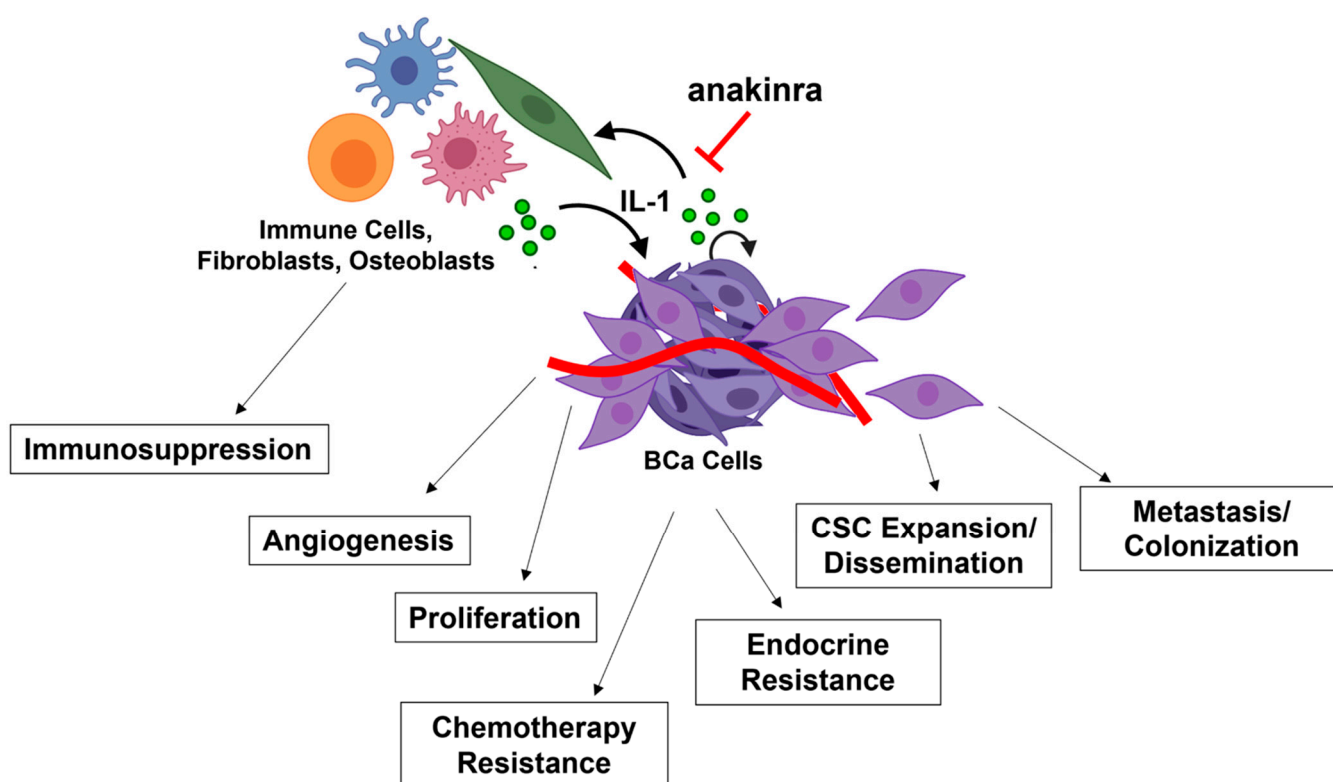 anakinra
IL-1
Immune Cells,
Fibroblasts, Osteoblasts
BCa Cells
Immunosuppression
Angiogenesis
Proliferation
Chemotherapy
Resistance
Endocrine
Resistance
CSC Expansion/
Dissemination
Metastasis/
Colonization